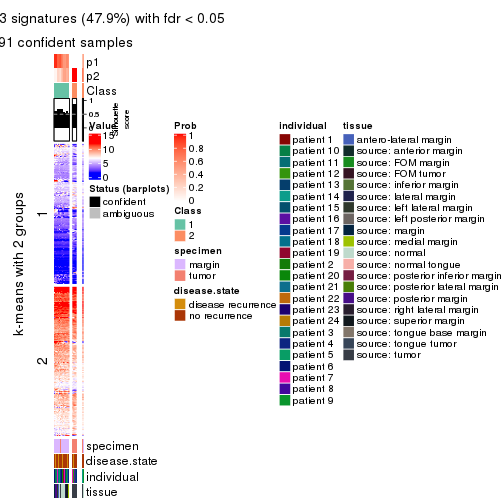 3 signatures (47.9%) with fdr < 0.05
91 confident samples
p1
p2
Class
1
0.5
0
Silhouette
score
k-means with 2 groups
1
2
specimen
disease.state
individual
tissue
Value
15
10
5
0
Status (barplots)
confident
ambiguous
Prob
1
0.8
0.6
0.4
0.2
0
Class
1
2
specimen
margin
tumor
disease.state
disease recurrence
no recurrence
individual
patient 1
patient 10
patient 11
patient 12
patient 13
patient 14
patient 15
patient 16
patient 17
patient 18
patient 19
patient 2
patient 20
patient 21
patient 22
patient 23
patient 24
patient 3
patient 4
patient 5
patient 6
patient 7
patient 8
patient 9
tissue
antero-lateral margin
source: anterior margin
source: FOM margin
source: FOM tumor
source: inferior margin
source: lateral margin
source: left lateral margin
source: left posterior margin
source: margin
source: medial margin
source: normal
source: normal tongue
source: posterior inferior margin
source: posterior lateral margin
source: posterior margin
source: right lateral margin
source: superior margin
source: tongue base margin
source: tongue tumor
source: tumor